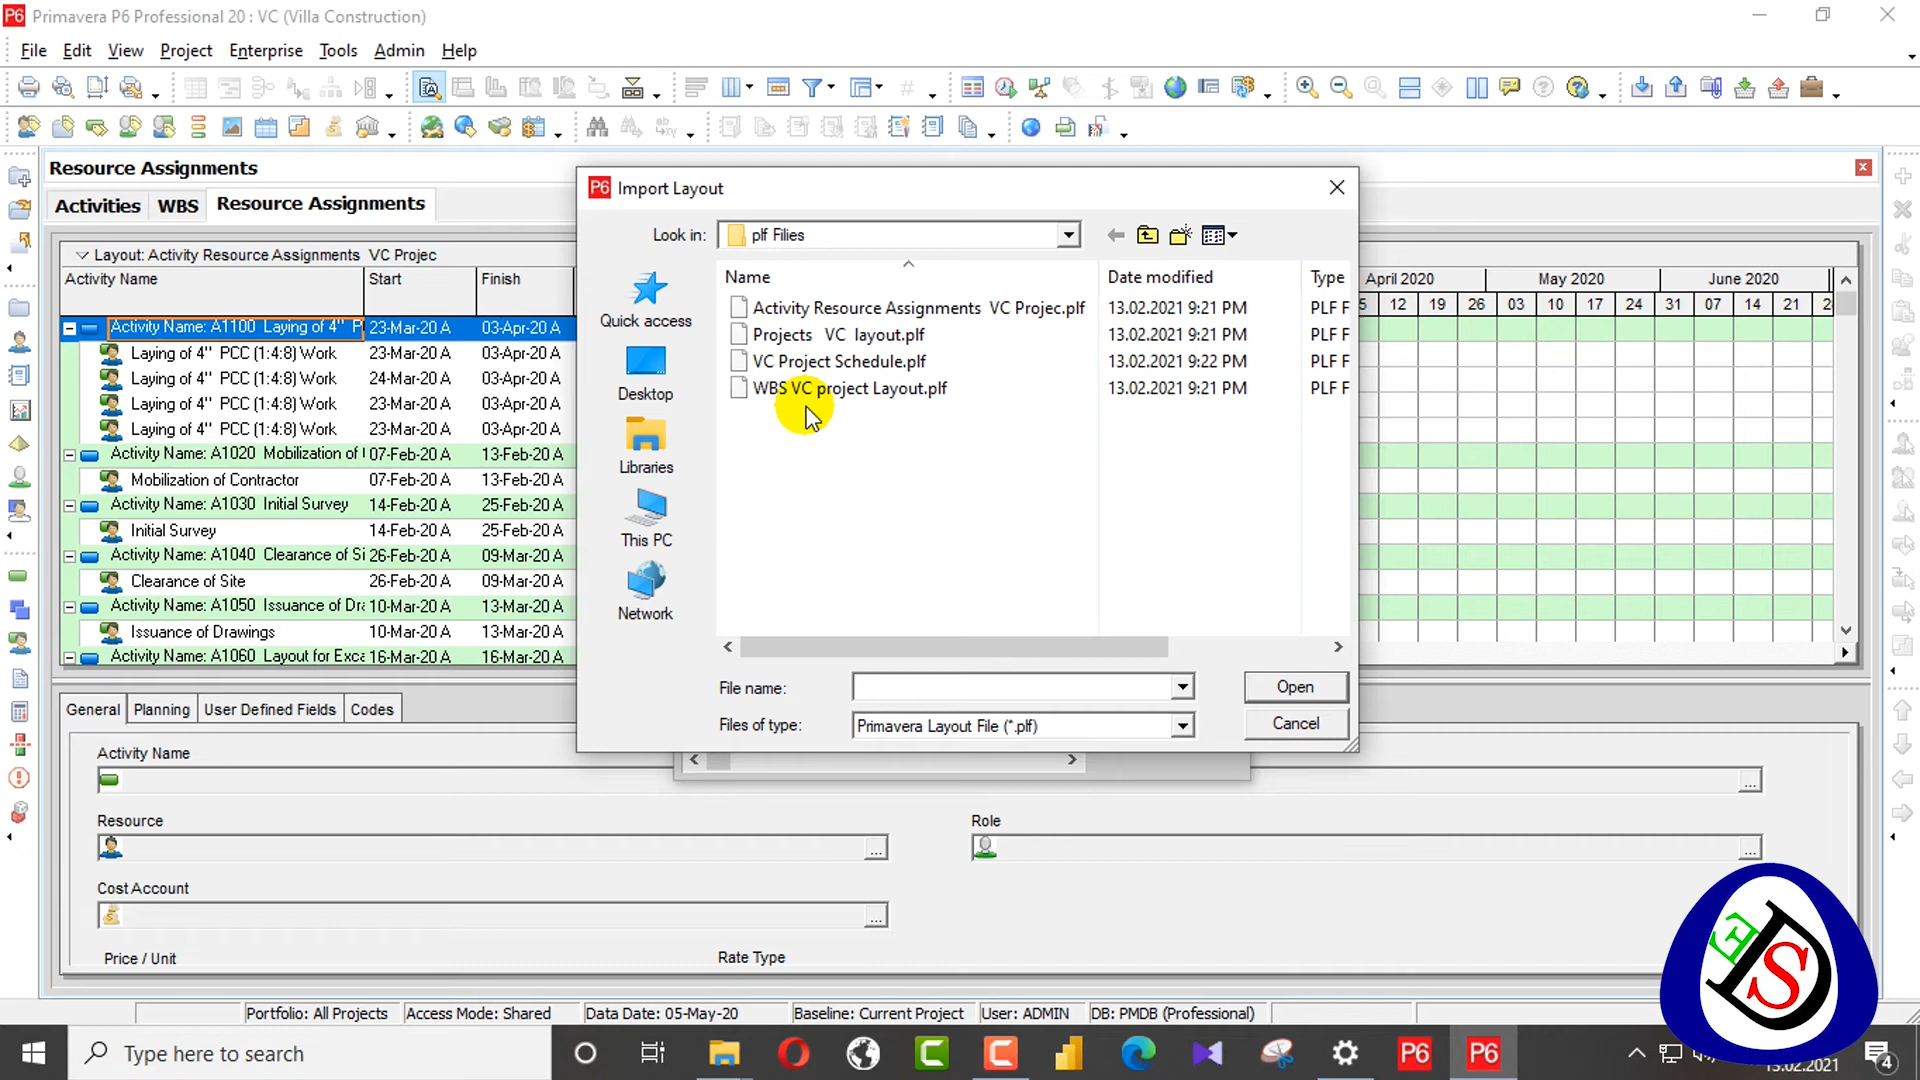 Primavera P6 Professional 20 : VC (Villa Construction)
File Edit View Project Enterprise Tools Admin Help
Resource Assignments
Activities WBS Resource Assignments
Layout: Activity Resource Assignments VC Projec
Activity Name Start Finish
Activity Name: A1100 Laying of 4" P 23-Mar-20 A 03-Apr-20 A
Laying of 4" PCC (1:4:8) Work 23-Mar-20 A 03-Apr-20 A
Laying of 4" PCC (1:4:8) Work 24-Mar-20 A 03-Apr-20 A
Laying of 4" PCC (1:4:8) Work 23-Mar-20 A 03-Apr-20 A
Laying of 4" PCC (1:4:8) Work 23-Mar-20 A 03-Apr-20 A
Activity Name: A1020 Mobilization of 07-Feb-20 A 13-Feb-20 A
Mobilization of Contractor 07-Feb-20 A 13-Feb-20 A
Activity Name: A1030 Initial Survey 14-Feb-20 A 25-Feb-20 A
Initial Survey 14-Feb-20 A 25-Feb-20 A
Activity Name: A1040 Clearance of Si 26-Feb-20 A 09-Mar-20 A
Clearance of Site 26-Feb-20 A 09-Mar-20 A
Activity Name: A1050 Issuance of Dra 10-Mar-20 A 13-Mar-20 A
Issuance of Drawings 10-Mar-20 A 13-Mar-20 A
Activity Name: A1060 Layout for Exca 16-Mar-20 A 16-Mar-20 A
April 2020 May 2020 June 2020
5 12 19 26 03 10 17 24 31 07 14 21 2
P6 Import Layout
Look in: plf Filies
Quick access
Desktop
Libraries
This PC
Network
Name Date modified Type
Activity Resource Assignments VC Projec.plf 13.02.2021 9:21 PM PLF F
Projects VC layout.plf 13.02.2021 9:21 PM PLF F
VC Project Schedule.plf 13.02.2021 9:22 PM PLF F
WBS VC project Layout.plf 13.02.2021 9:21 PM PLF F
File name: Open
Files of type: Primavera Layout File (*.plf) Cancel
General Planning User Defined Fields Codes
Activity Name
...
Resource Role
... ...
Cost Account
...
Price / Unit Rate Type
Portfolio: All Projects Access Mode: Shared Data Date: 05-May-20 Baseline: Current Project User: ADMIN DB: PMDB (Professional)
Type here to search
P6 P6
13.02.2021
4
E D S